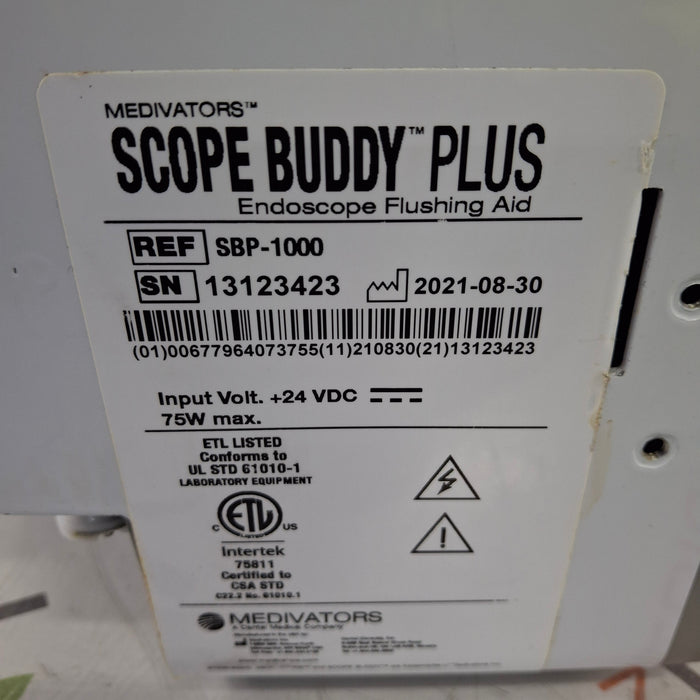 MEDIVATORS™
SCOPE BUDDY™ PLUS
Endoscope Flushing Aid
REF SBP-1000
SN 13123423 2021-08-30
(01)00677964073755(11)210830(21)13123423
Input Volt. +24 VDC
75W max.
ETL LISTED
Conforms to
UL STD 61010-1
LABORATORY EQUIPMENT
C ETL US
LISTED
Intertek
75811
Certified to
CSA STD
C22.2 No. 61010.1
MEDIVATORS
A Cantel Medical Company